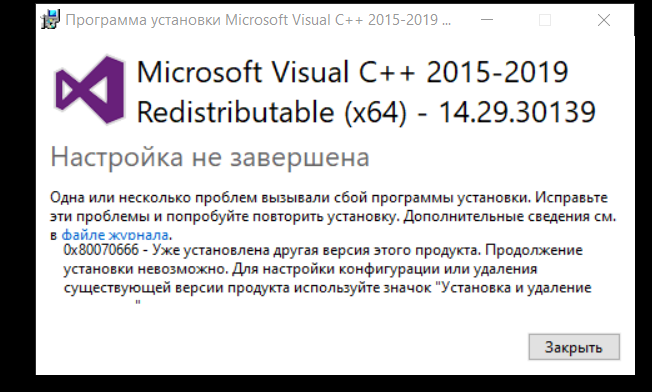 Программа установки Microsoft Visual C++ 2015-2019 ...
Microsoft Visual C++ 2015-2019
Redistributable (x64) - 14.29.30139
Настройка не завершена
Одна или несколько проблем вызывали сбой программы установки. Исправьте
эти проблемы и попробуйте повторить установку. Дополнительные сведения см.
в файле журнала.
0x80070666 - Уже установлена другая версия этого продукта. Продолжение
установки невозможно. Для настройки конфигурации или удаления
существующей версии продукта используйте значок "Установка и удаление
"
Закрыть